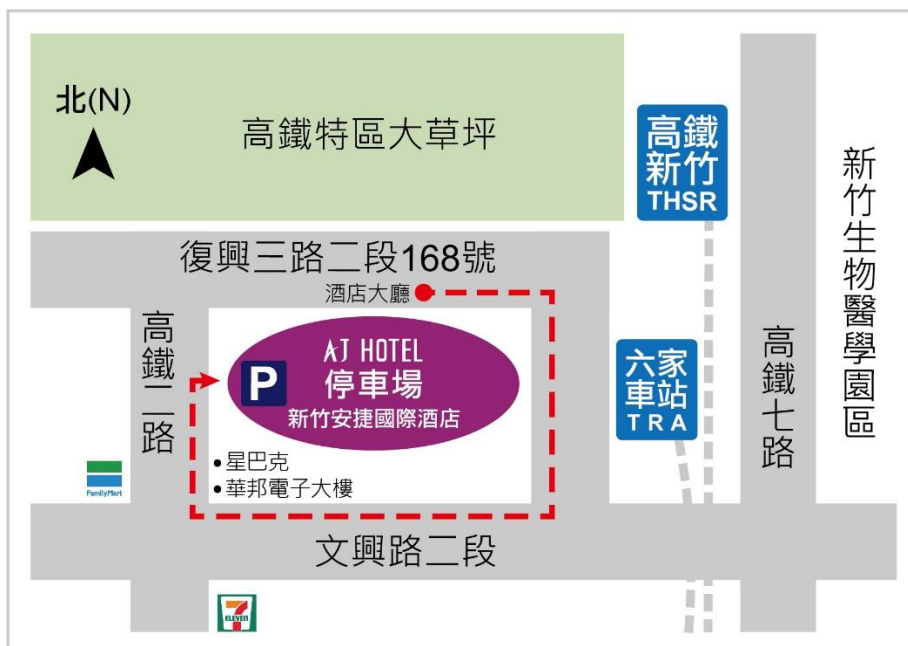 北(N)
高鐵特區大草坪
高鐵
新竹
THSR
新竹生物醫學園區
復興三路二段168號
酒店大廳
高鐵二路
AJ HOTEL
停車場
新竹安捷國際酒店
P
六家
車站
TRA
高鐵七路
•星巴克
•華邦電子大樓
FamilyMart
文興路二段
7
ELEVEN